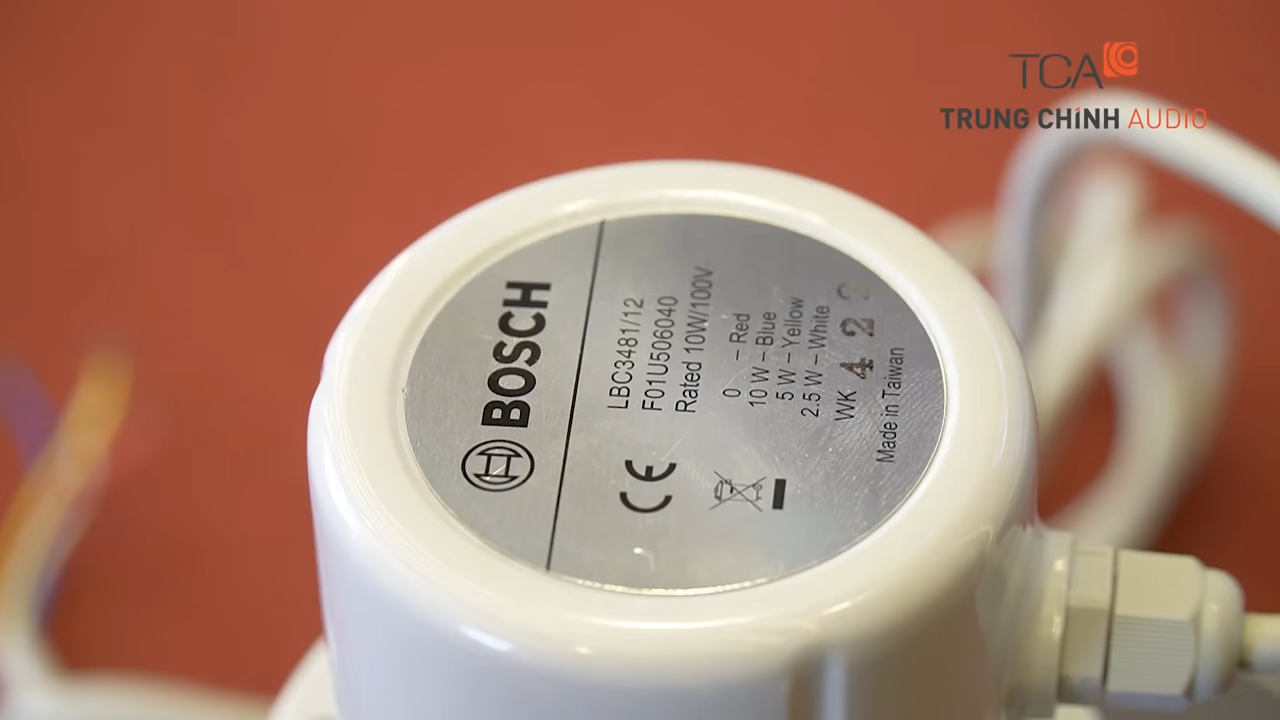 TCA
TRUNG CHÍNH AUDIO
BOSCH
LBC3481/12
F01U506040
Rated 10W/100V
0 – Red
10 W – Blue
5 W – Yellow
2.5 W – White
WK 4 2
Made in Taiwan
CE